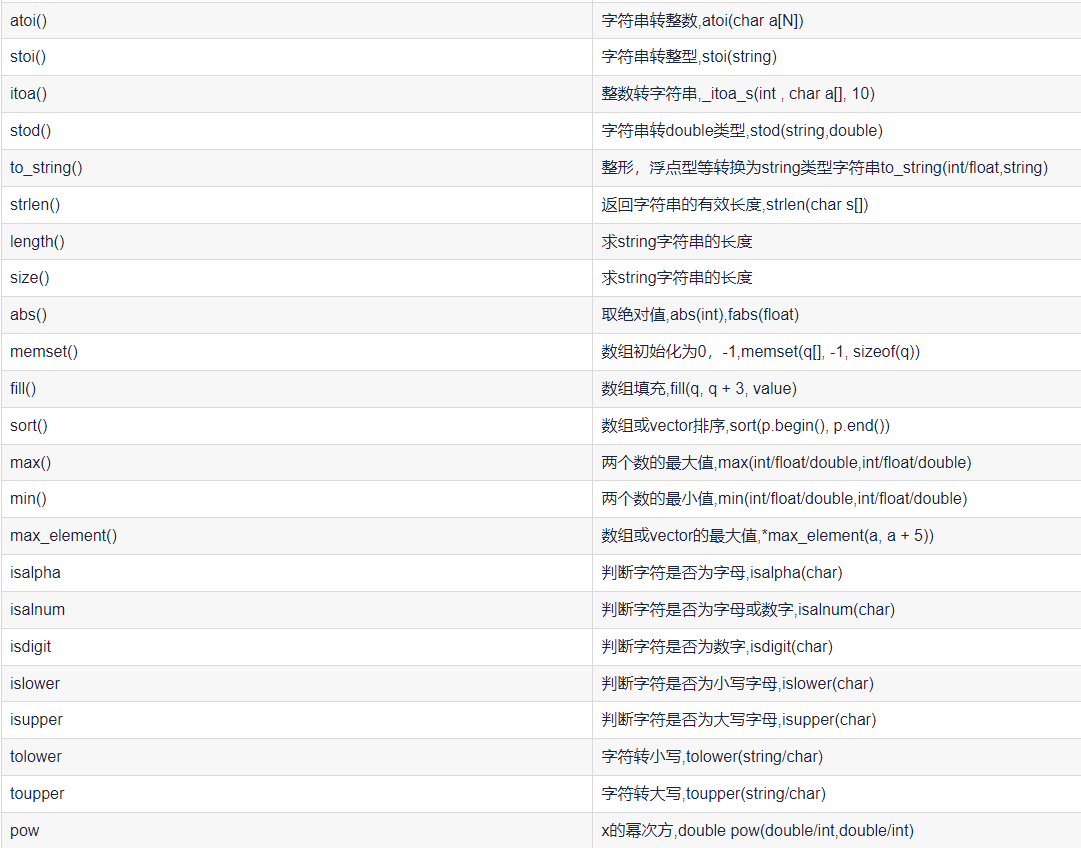 atoi() 字符串转整数,atoi(char a[N])
stoi() 字符串转整型,stoi(string)
itoa() 整数转字符串,_itoa_s(int , char a[], 10)
stod() 字符串转double类型,stod(string,double)
to_string() 整形，浮点型等转换为string类型字符串to_string(int/float,string)
strlen() 返回字符串的有效长度,strlen(char s[])
length() 求string字符串的长度
size() 求string字符串的长度
abs() 取绝对值,abs(int),fabs(float)
memset() 数组初始化为0，-1,memset(q[], -1, sizeof(q))
fill() 数组填充,fill(q, q + 3, value)
sort() 数组或vector排序,sort(p.begin(), p.end())
max() 两个数的最大值,max(int/float/double,int/float/double)
min() 两个数的最小值,min(int/float/double,int/float/double)
max_element() 数组或vector的最大值,*max_element(a, a + 5))
isalpha 判断字符是否为字母,isalpha(char)
isalnum 判断字符是否为字母或数字,isalnum(char)
isdigit 判断字符是否为数字,isdigit(char)
islower 判断字符是否为小写字母,islower(char)
isupper 判断字符是否为大写字母,isupper(char)
tolower 字符转小写,tolower(string/char)
toupper 字符转大写,toupper(string/char)
pow x的幂次方,double pow(double/int,double/int)